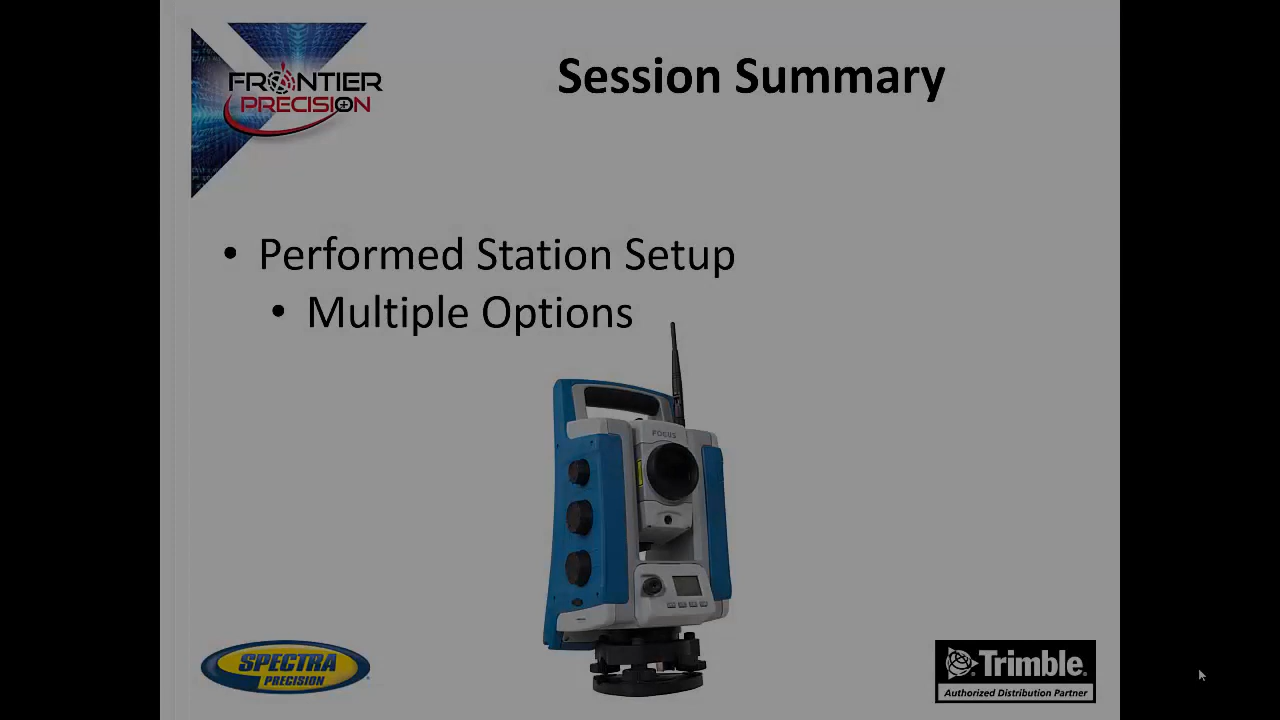 FRONTIER
PRECISION
Session Summary
• Performed Station Setup
• Multiple Options
FOCUS
SPECTRA
PRECISION
Trimble
Authorized Distribution Partner